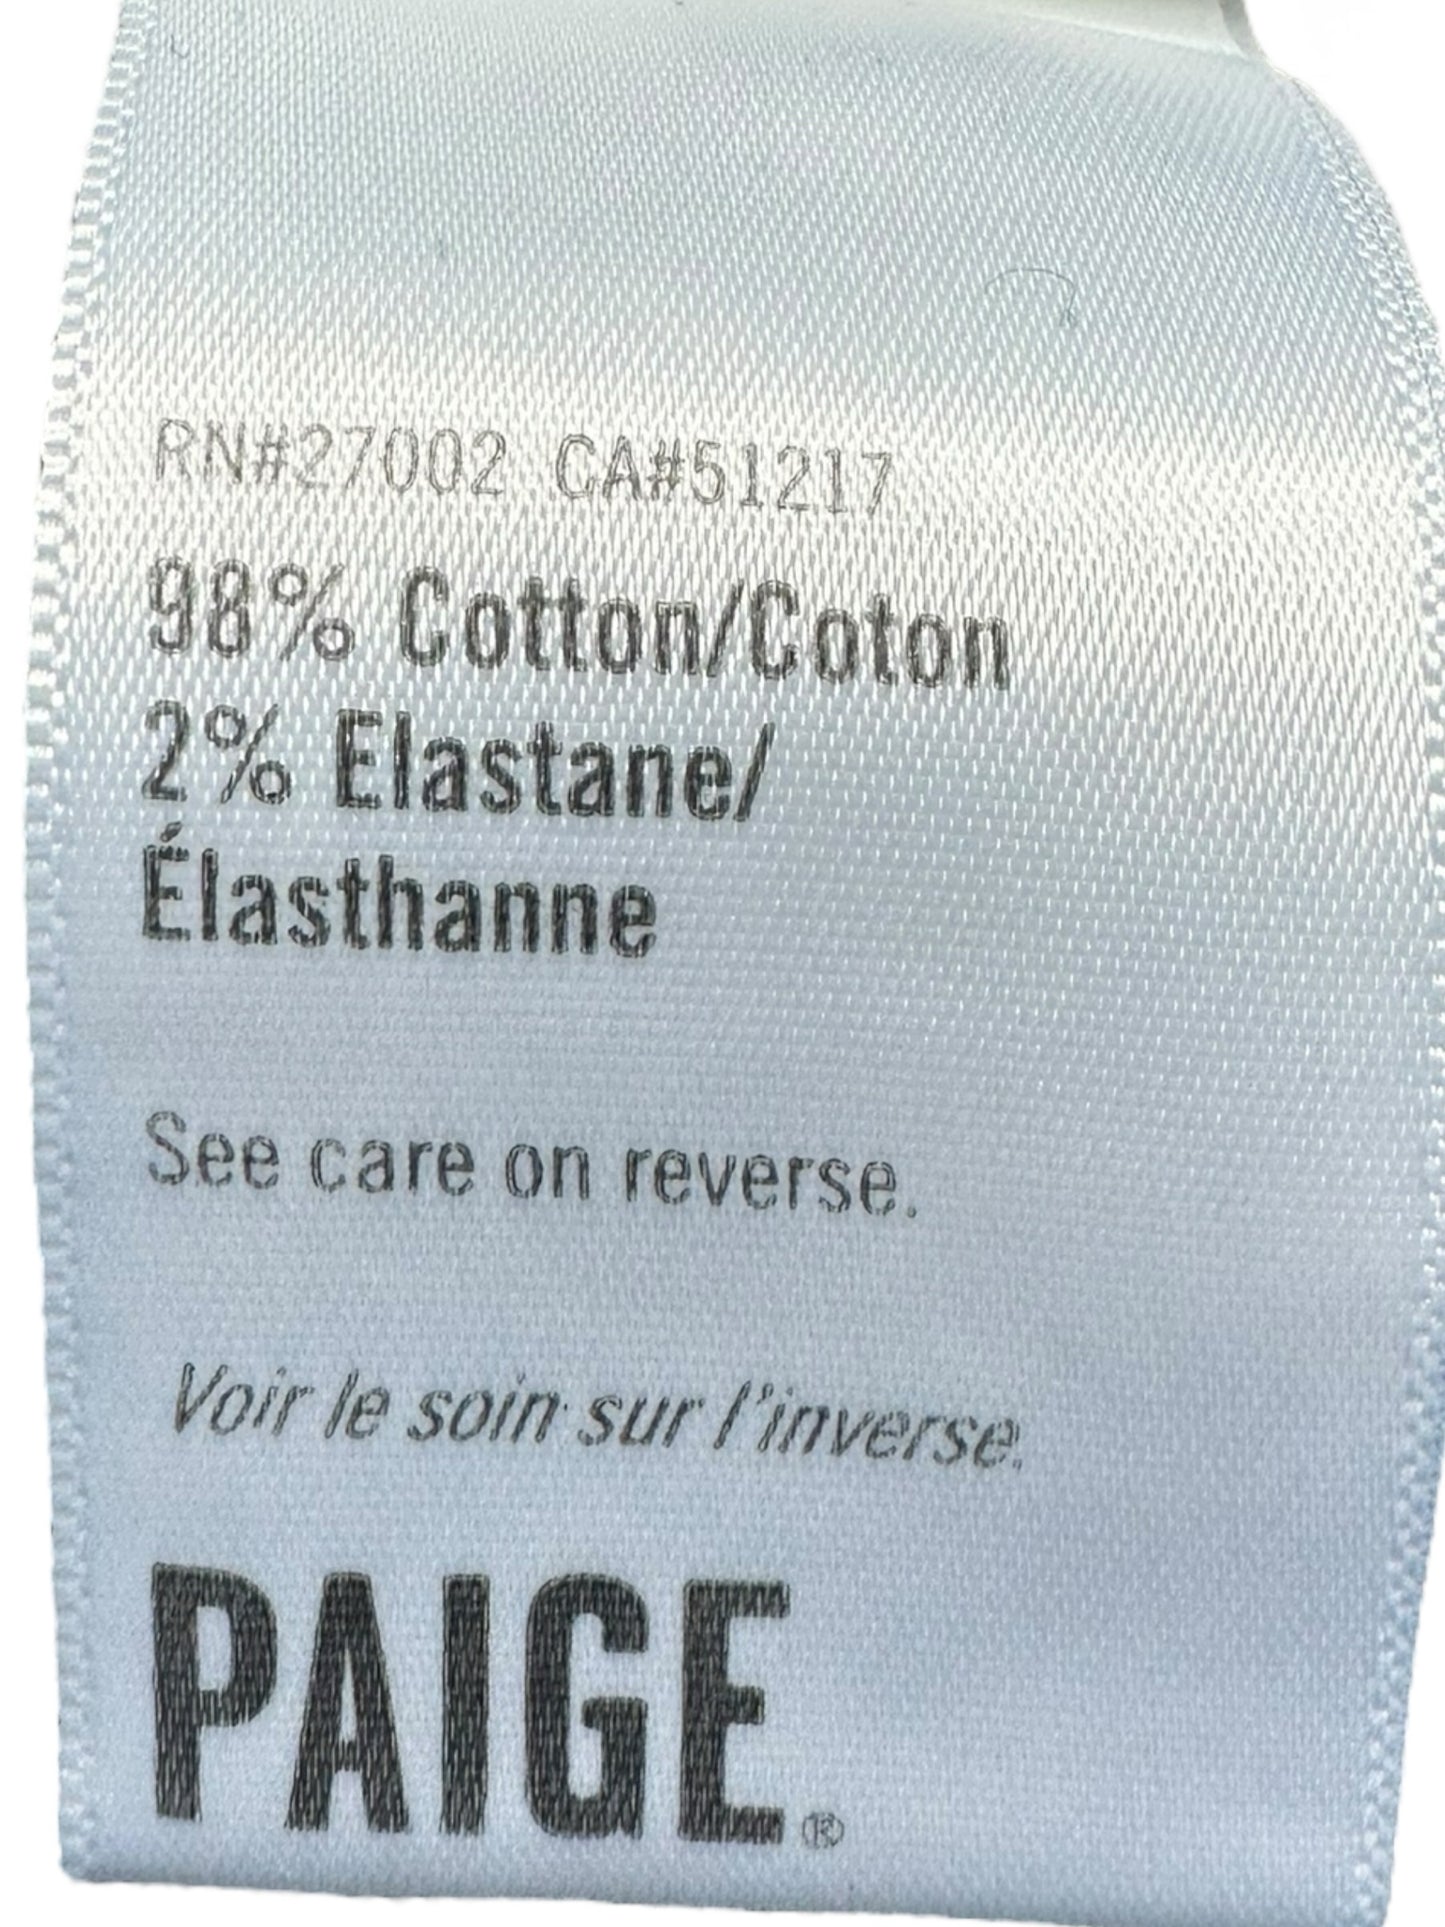 RN#27002 CA#51217
98% Cotton/Coton
2% Elastane/
Élasthanne
See care on reverse.
Voir le soin sur l'inverse.
PAIGE®